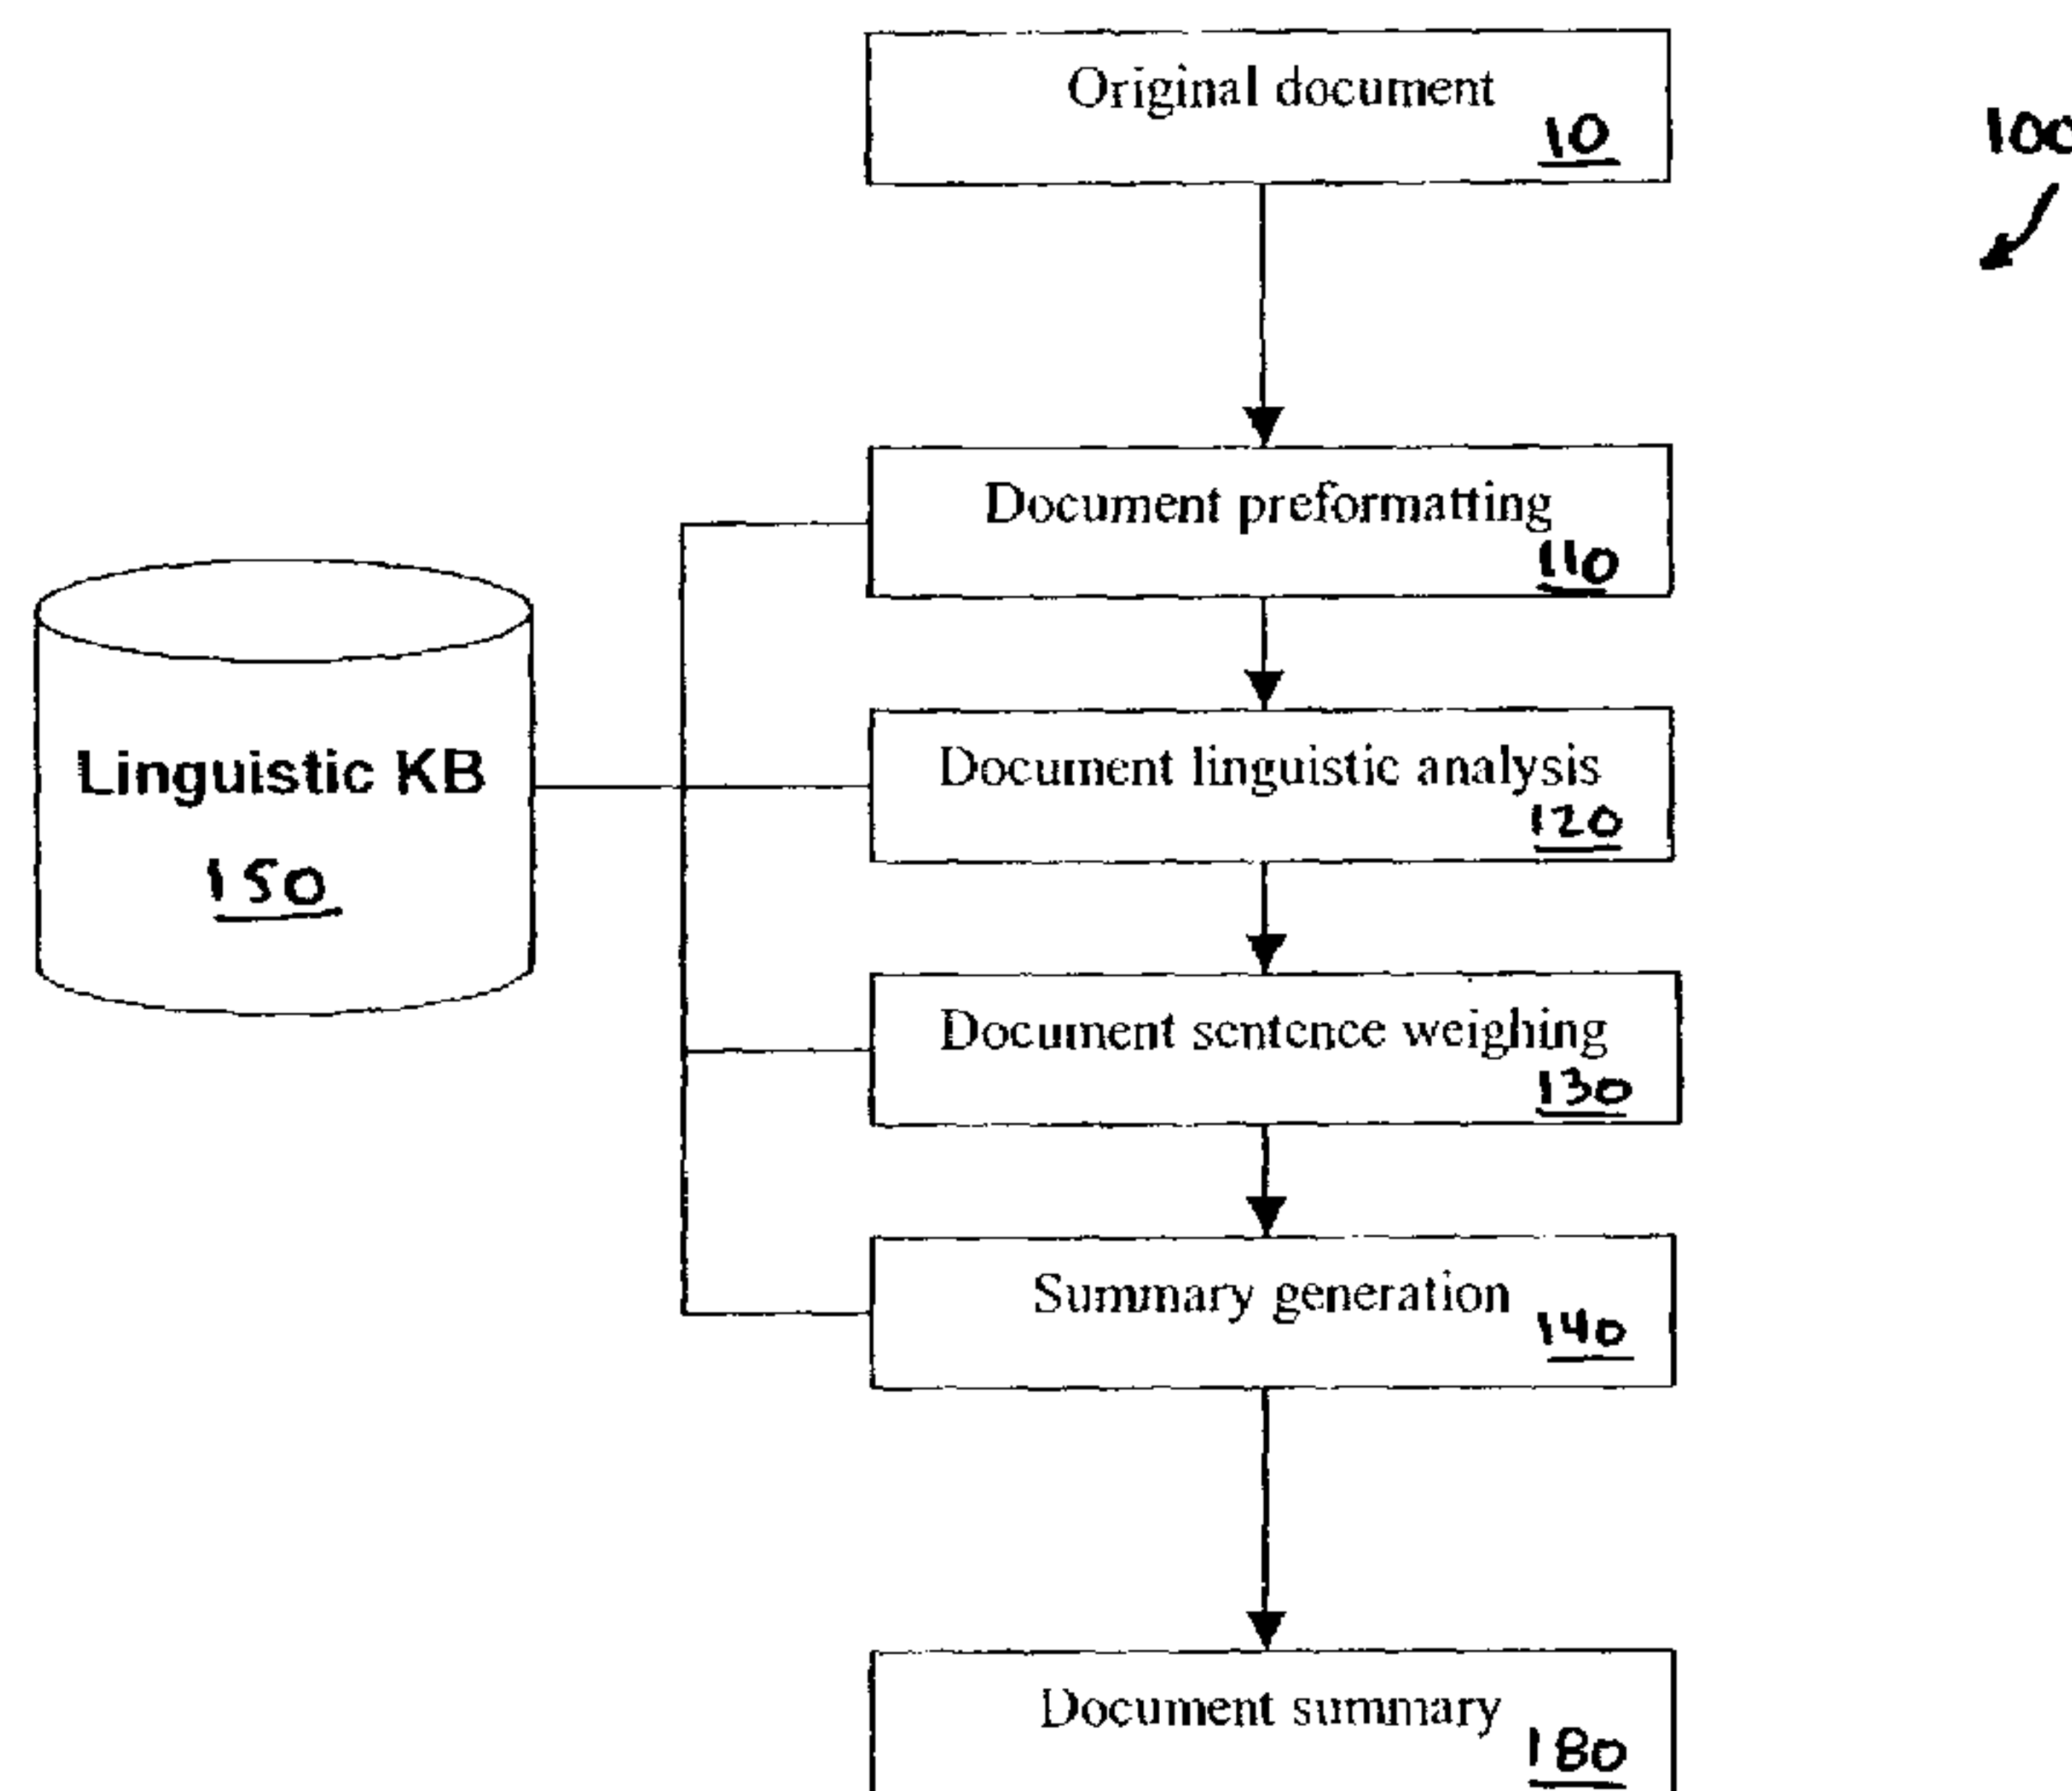 Original document
10
100
Document preformatting
110
Linguistic KB
150
Document linguistic analysis
120
Document sentence weighing
130
Summary generation
140
Document summary
180